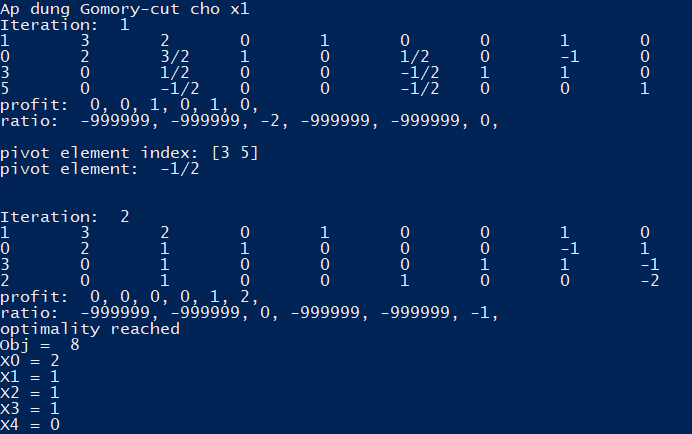 Ap dung Gomory-cut cho x1
Iteration:  1
1 3 2 0 1 0 0 1 0
0 2 3/2 1 0 1/2 0 -1 0
3 0 1/2 0 0 -1/2 1 1 0
5 0 -1/2 0 0 -1/2 0 0 1
profit:  0, 0, 1, 0, 1, 0,
ratio:  -999999, -999999, -2, -999999, -999999, 0,
pivot element index: [3 5]
pivot element:  -1/2
Iteration:  2
1 3 2 0 1 0 0 1 0
0 2 1 1 0 0 0 -1 1
3 0 1 0 0 0 1 1 -1
2 0 1 0 0 1 0 0 -2
profit:  0, 0, 0, 0, 1, 2,
ratio:  -999999, -999999, 0, -999999, -999999, -1,
optimality reached
Obj =  8
X0 = 2
X1 = 1
X2 = 1
X3 = 1
X4 = 0